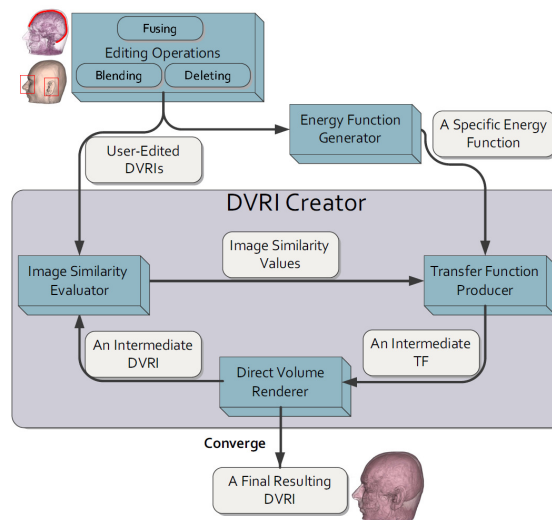 Fusing
Editing Operations
Blending
Deleting
Energy Function
Generator
A Specific Energy
Function
User-Edited
DVRIs
DVRI Creator
Image Similarity
Values
Image Similarity
Evaluator
Transfer Function
Producer
An Intermediate
DVRI
An Intermediate
TF
Direct Volume
Renderer
Converge
A Final Resulting
DVRI